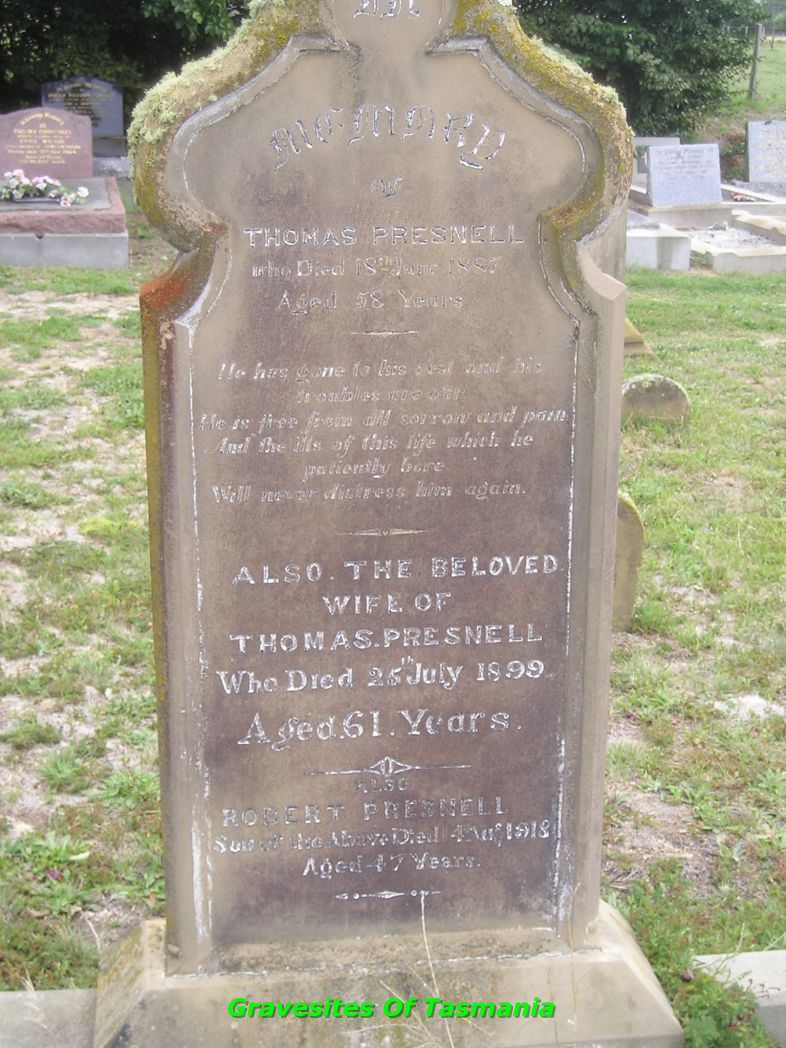 In
Memory
of
THOMAS PRESNELL
who Died 18th June 1887
Aged 58 Years
He has gone to his rest and his
troubles are o'er
He is free from all sorrow and pain
And the ills of this life which he
patiently bore
Will never distress him again.
ALSO. THE BELOVED.
WIFE OF
THOMAS. PRESNELL
Who Died 25th July 1899
Aged. 61. Years.
ALSO
ROBERT PRESNELL
Son of the Above Died 4th Aug 1918
Aged 47 Years.
Gravesites Of Tasmania